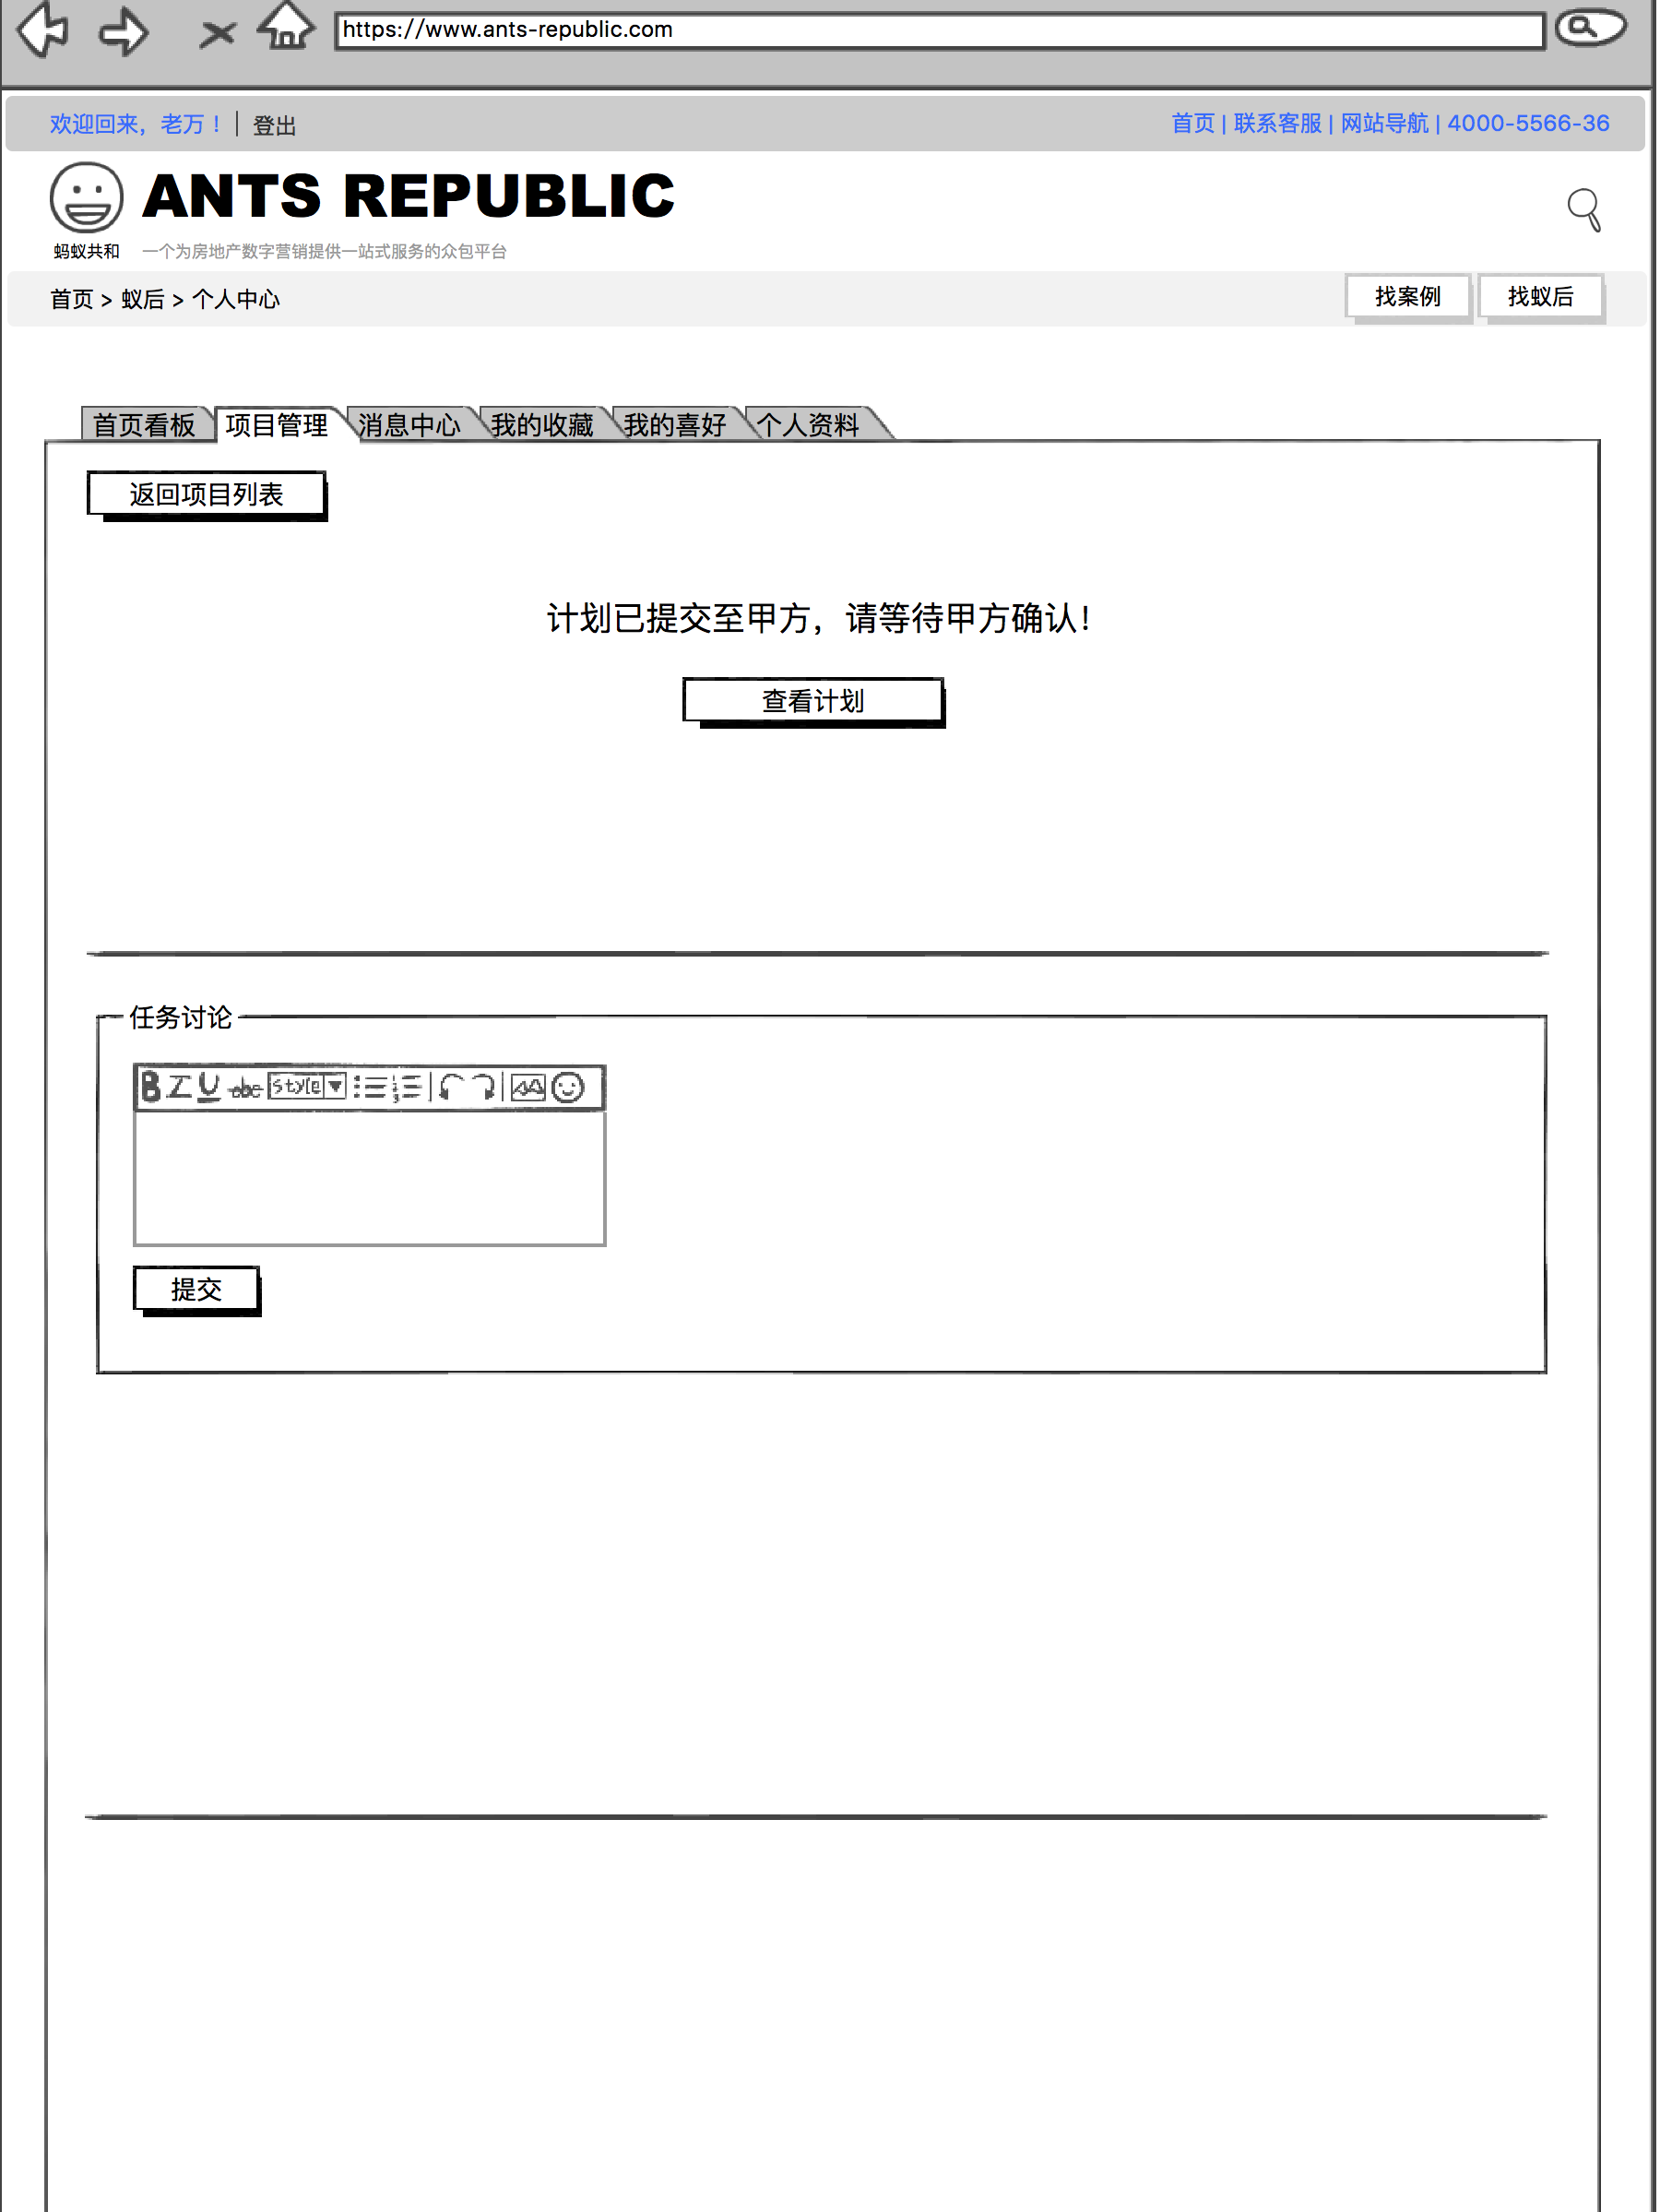 https://www.ants-republic.com
欢迎回来，老万！ | 登出
首页 | 联系客服 | 网站导航 | 4000-5566-36
ANTS REPUBLIC
蚂蚁共和
一个为房地产数字营销提供一站式服务的众包平台
首页 > 蚁后 > 个人中心
找案例
找蚁后
首页看板
项目管理
消息中心
我的收藏
我的喜好
个人资料
返回项目列表
计划已提交至甲方，请等待甲方确认！
查看计划
任务讨论
B I U abc style
提交